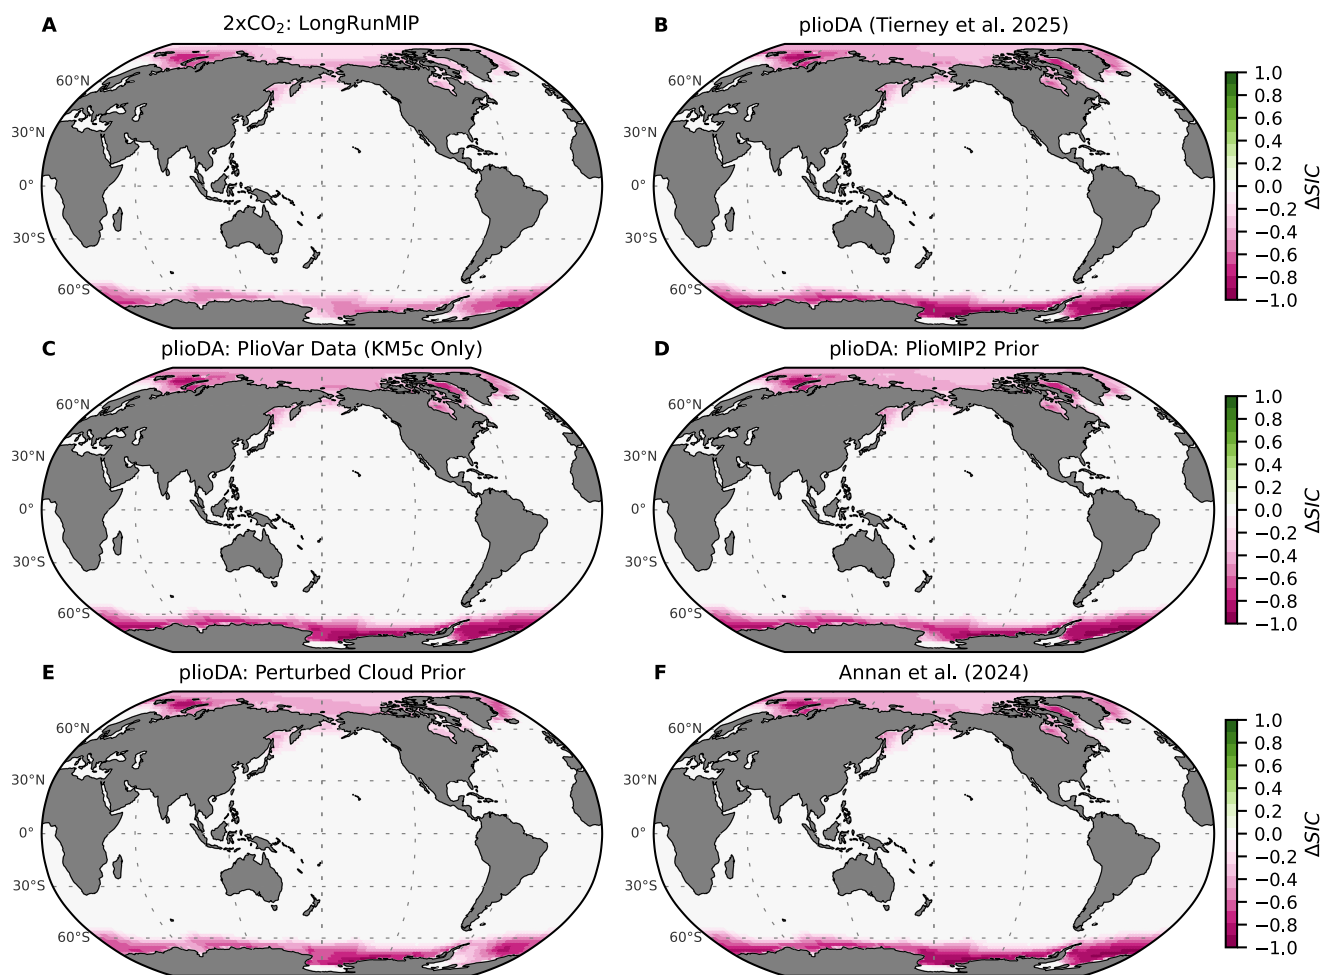 A 2xCO₂: LongRunMIP
B plioDA (Tierney et al. 2025)
60°N
30°N
0°
30°S
60°S
60°N
30°N
0°
30°S
60°S
1.0
0.8
0.6
0.4
0.2
0.0
−0.2
−0.4
−0.6
−0.8
−1.0
ΔSIC
C plioDA: PlioVar Data (KM5c Only)
D plioDA: PlioMIP2 Prior
60°N
30°N
0°
30°S
60°S
60°N
30°N
0°
30°S
60°S
1.0
0.8
0.6
0.4
0.2
0.0
−0.2
−0.4
−0.6
−0.8
−1.0
ΔSIC
E plioDA: Perturbed Cloud Prior
F Annan et al. (2024)
60°N
30°N
0°
30°S
60°S
60°N
30°N
0°
30°S
60°S
1.0
0.8
0.6
0.4
0.2
0.0
−0.2
−0.4
−0.6
−0.8
−1.0
ΔSIC